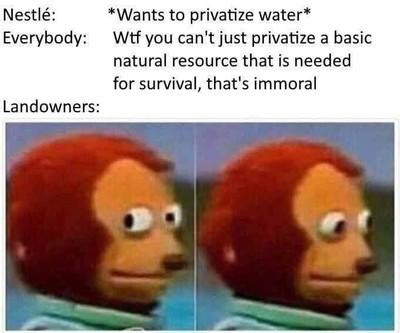 Nestlé: *Wants to privatize water*
Everybody: Wtf you can't just privatize a basic
natural resource that is needed
for survival, that's immoral
Landowners: